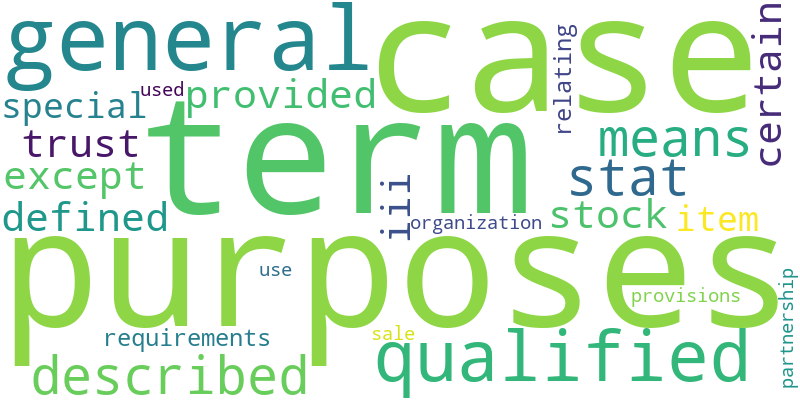 general
case
certain
relating
used
special
provided
trust
term
means
except
iii
stat
defined
organization
stock
item
purposes
use
provisions
partnership
requirements
sale
qualified
described